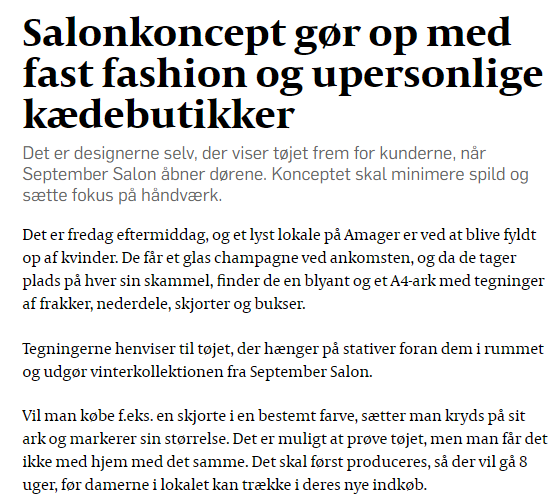 Salonkoncept gør op med
fast fashion og upersonlige
kædebutikker
Det er designerne selv, der viser tøjet frem for kunderne, når
September Salon åbner dørene. Konceptet skal minimere spild og
sætte fokus på håndværk.
Det er fredag eftermiddag, og et lyst lokale på Amager er ved at blive fyldt
op af kvinder. De får et glas champagne ved ankomsten, og da de tager
plads på hver sin skammel, finder de en blyant og et A4-ark med tegninger
af frakker, nederdele, skjorter og bukser.
Tegningerne henviser til tøjet, der hænger på stativer foran dem i rummet
og udgør vinterkollektionen fra September Salon.
Vil man købe f.eks. en skjorte i en bestemt farve, sætter man kryds på sit
ark og markerer sin størrelse. Det er muligt at prøve tøjet, men man får det
ikke med hjem med det samme. Det skal først produceres, så der vil gå 8
uger, før damerne i lokalet kan trække i deres nye indkøb.